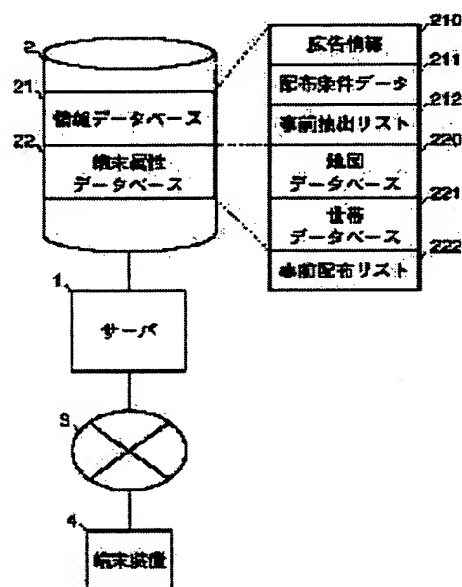 2
21
情報データベース
22
端末属性
データベース
210
広告情報
211
配布条件データ
212
事前抽出リスト
220
地図
データベース
221
世帯
データベース
222
事前配布リスト
1
サーバ
3
4
端末装置